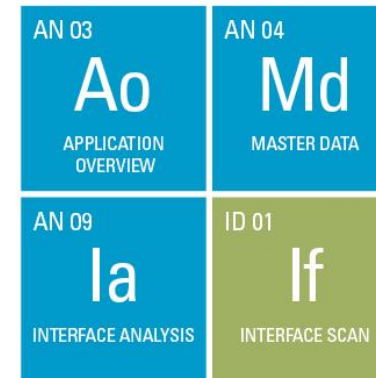 AN 03
Ao
APPLICATION
OVERVIEW
AN 04
Md
MASTER DATA
AN 09
Ia
INTERFACE ANALYSIS
ID 01
If
INTERFACE SCAN